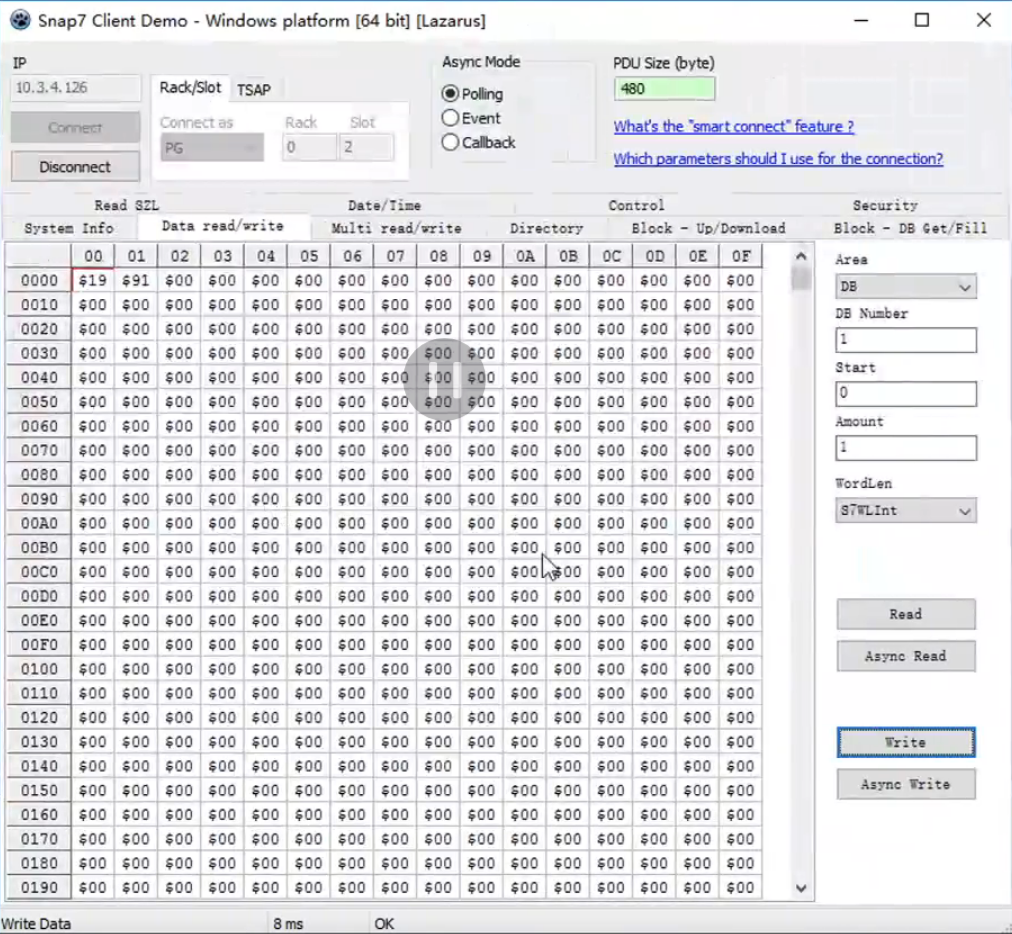 Snap7 Client Demo - Windows platform [64 bit] [Lazarus]
IP
10.3.4.126
Connect
Disconnect
Rack/Slot TSAP
Connect as Rack Slot
PG 0 2
Async Mode
Polling
Event
Callback
PDU Size (byte)
480
What's the "smart connect" feature ?
Which parameters should I use for the connection?
Read SZL Date/Time Control Security
System Info Data read/write Multi read/write Directory Block - Up/Download Block - DB Get/Fill
00 01 02 03 04 05 06 07 08 09 0A 0B 0C 0D 0E 0F
0000 $19 $91 $00 $00 $00 $00 $00 $00 $00 $00 $00 $00 $00 $00 $00 $00
0010 $00 $00 $00 $00 $00 $00 $00 $00 $00 $00 $00 $00 $00 $00 $00 $00
0020 $00 $00 $00 $00 $00 $00 $00 $00 $00 $00 $00 $00 $00 $00 $00 $00
0030 $00 $00 $00 $00 $00 $00 $00 $00 $00 $00 $00 $00 $00 $00 $00 $00
0040 $00 $00 $00 $00 $00 $00 $00 $00 $00 $00 $00 $00 $00 $00 $00 $00
0050 $00 $00 $00 $00 $00 $00 $00 $00 $00 $00 $00 $00 $00 $00 $00 $00
0060 $00 $00 $00 $00 $00 $00 $00 $00 $00 $00 $00 $00 $00 $00 $00 $00
0070 $00 $00 $00 $00 $00 $00 $00 $00 $00 $00 $00 $00 $00 $00 $00 $00
0080 $00 $00 $00 $00 $00 $00 $00 $00 $00 $00 $00 $00 $00 $00 $00 $00
0090 $00 $00 $00 $00 $00 $00 $00 $00 $00 $00 $00 $00 $00 $00 $00 $00
00A0 $00 $00 $00 $00 $00 $00 $00 $00 $00 $00 $00 $00 $00 $00 $00 $00
00B0 $00 $00 $00 $00 $00 $00 $00 $00 $00 $00 $00 $00 $00 $00 $00 $00
00C0 $00 $00 $00 $00 $00 $00 $00 $00 $00 $00 $00 $00 $00 $00 $00 $00
00D0 $00 $00 $00 $00 $00 $00 $00 $00 $00 $00 $00 $00 $00 $00 $00 $00
00E0 $00 $00 $00 $00 $00 $00 $00 $00 $00 $00 $00 $00 $00 $00 $00 $00
00F0 $00 $00 $00 $00 $00 $00 $00 $00 $00 $00 $00 $00 $00 $00 $00 $00
0100 $00 $00 $00 $00 $00 $00 $00 $00 $00 $00 $00 $00 $00 $00 $00 $00
0110 $00 $00 $00 $00 $00 $00 $00 $00 $00 $00 $00 $00 $00 $00 $00 $00
0120 $00 $00 $00 $00 $00 $00 $00 $00 $00 $00 $00 $00 $00 $00 $00 $00
0130 $00 $00 $00 $00 $00 $00 $00 $00 $00 $00 $00 $00 $00 $00 $00 $00
0140 $00 $00 $00 $00 $00 $00 $00 $00 $00 $00 $00 $00 $00 $00 $00 $00
0150 $00 $00 $00 $00 $00 $00 $00 $00 $00 $00 $00 $00 $00 $00 $00 $00
0160 $00 $00 $00 $00 $00 $00 $00 $00 $00 $00 $00 $00 $00 $00 $00 $00
0170 $00 $00 $00 $00 $00 $00 $00 $00 $00 $00 $00 $00 $00 $00 $00 $00
0180 $00 $00 $00 $00 $00 $00 $00 $00 $00 $00 $00 $00 $00 $00 $00 $00
0190 $00 $00 $00 $00 $00 $00 $00 $00 $00 $00 $00 $00 $00 $00 $00 $00
Area
DB
DB Number
1
Start
0
Amount
1
WordLen
S7WLInt
Read
Async Read
Write
Async Write
Write Data 8 ms OK